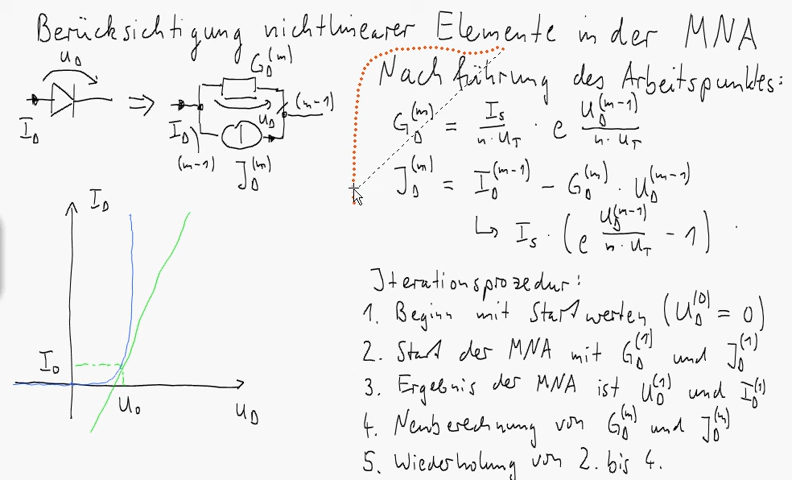 Berücksichtigung nichtlinearer Elemente in der MNA
U_D
I_D
⇒
G_D^(m)
I_D^(m-1)
U_D^(m-1)
J_D^(m)
Nachführung des Arbeitspunktes:
G_D^(m) = I_S / (n·U_T) · e^(U_D^(m-1) / (n·U_T))
J_D^(m) = I_D^(m-1) - G_D^(m) · U_D^(m-1)
↳ I_S · (e^(U_D^(m-1) / (n·U_T)) - 1)
I_D
I_0
U_0
U_D
Iterationsprozedur:
1. Beginn mit Startwerten (U_D^(0) = 0)
2. Start der MNA mit G_D^(1) und J_D^(1)
3. Ergebnis der MNA ist U_D^(1) und I_D^(1)
4. Neuberechnung von G_D^(m) und J_D^(m)
5. Wiederholung von 2. bis 4.